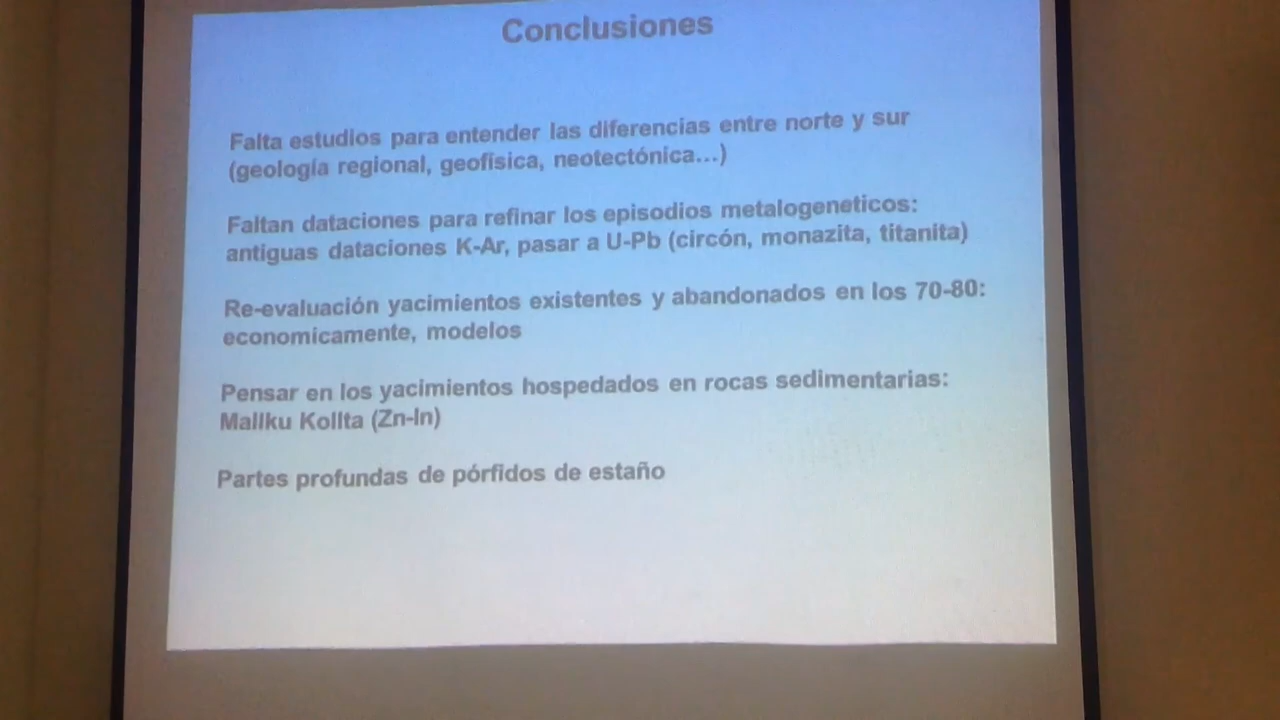 Conclusiones
Falta estudios para entender las diferencias entre norte y sur
(geología regional, geofísica, neotectónica...)
Faltan dataciones para refinar los episodios metalogeneticos:
antiguas dataciones K-Ar, pasar a U-Pb (circón, monazita, titanita)
Re-evaluación yacimientos existentes y abandonados en los 70-80:
economicamente, modelos
Pensar en los yacimientos hospedados en rocas sedimentarias:
Mallku Kollta (Zn-In)
Partes profundas de pórfidos de estaño